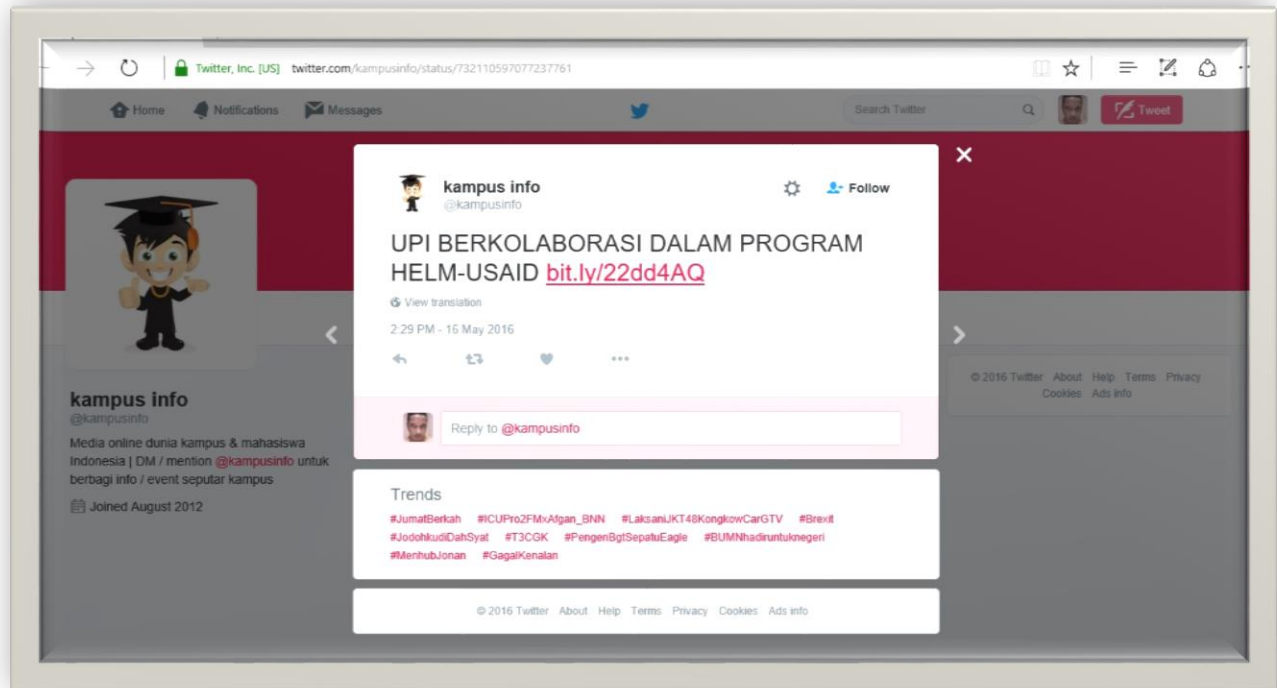 Twitter, Inc. [US] twitter.com/kampusinfo/status/732110597077237761
Home Notifications Messages Search Twitter Tweet
kampus info
@kampusinfo
Follow
UPI BERKOLABORASI DALAM PROGRAM
HELM-USAID bit.ly/22dd4AQ
View translation
2:29 PM - 16 May 2016
Reply to @kampusinfo
kampus info
@kampusinfo
Media online dunia kampus & mahasiswa
Indonesia | DM / mention @kampusinfo untuk
berbagi info / event seputar kampus
Joined August 2012
© 2016 Twitter About Help Terms Privacy
Cookies Ads info
Trends
#JumatBerkah #ICUPro2FMxAfgan_BNN #LaksaniJKT48KongkowCarGTV #Brexit
#JodohkudiDahSyat #T3CGK #PengenBgtSepatuEagle #BUMNhadiruntuknegeri
#MenhubJonan #GagalKenalan
© 2016 Twitter About Help Terms Privacy Cookies Ads info